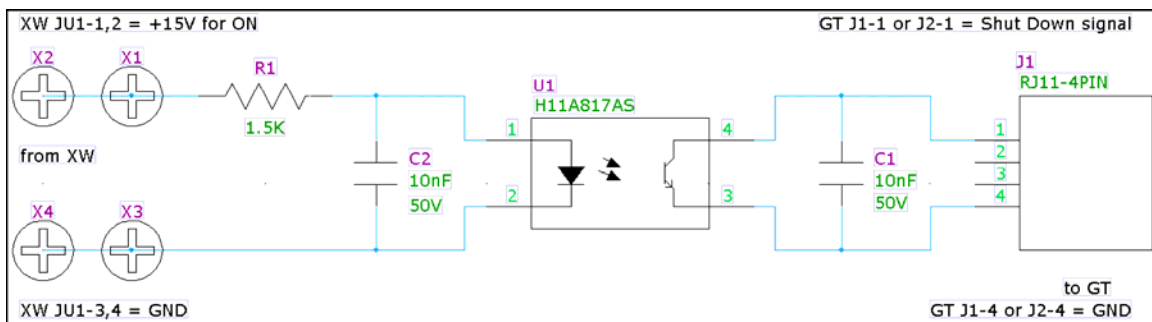 XW JU1-1,2 = +15V for ON
GT J1-1 or J2-1 = Shut Down signal
X2
X1
R1
1.5K
U1
H11A817AS
J1
RJ11-4PIN
1
4
1
2
3
4
from XW
C2
10nF
50V
C1
10nF
50V
2
3
X4
X3
to GT
XW JU1-3,4 = GND
GT J1-4 or J2-4 = GND